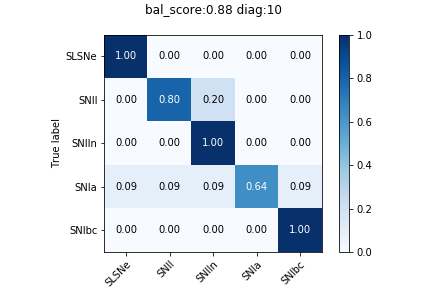 bal_score:0.88 diag:10
SLSNe 1.00 0.00 0.00 0.00 0.00
SNII 0.00 0.80 0.20 0.00 0.00
SNIIn 0.00 0.00 1.00 0.00 0.00
SNIa 0.09 0.09 0.09 0.64 0.09
SNIbc 0.00 0.00 0.00 0.00 1.00
True label
SLSNe SNII SNIIn SNIa SNIbc
1.0
0.8
0.6
0.4
0.2
0.0